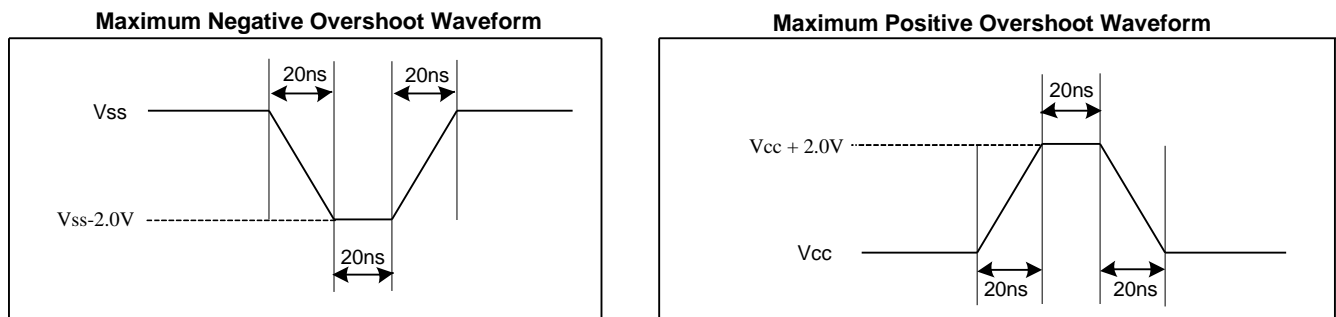 Maximum Negative Overshoot Waveform
20ns
20ns
Vss
Vss-2.0V
20ns
Maximum Positive Overshoot Waveform
20ns
Vcc + 2.0V
Vcc
20ns
20ns